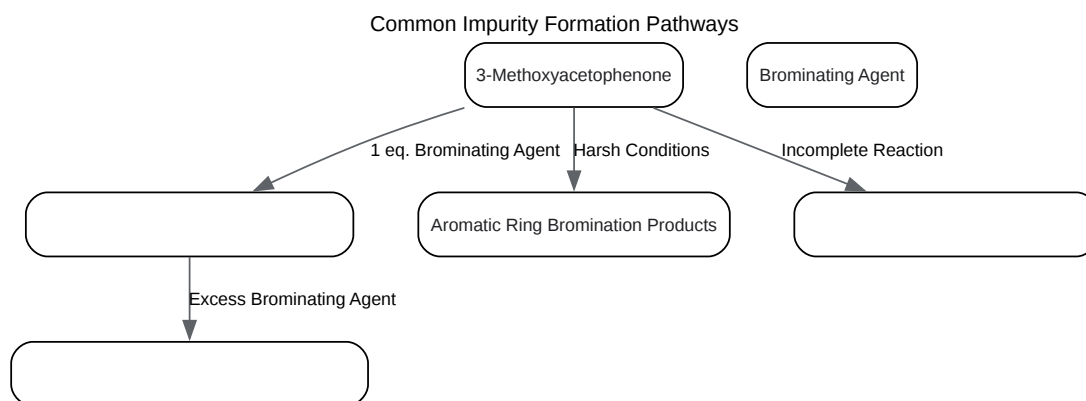 Common Impurity Formation Pathways
3-Methoxyacetophenone
Brominating Agent
1 eq. Brominating Agent
Harsh Conditions
Incomplete Reaction
Aromatic Ring Bromination Products
Excess Brominating Agent